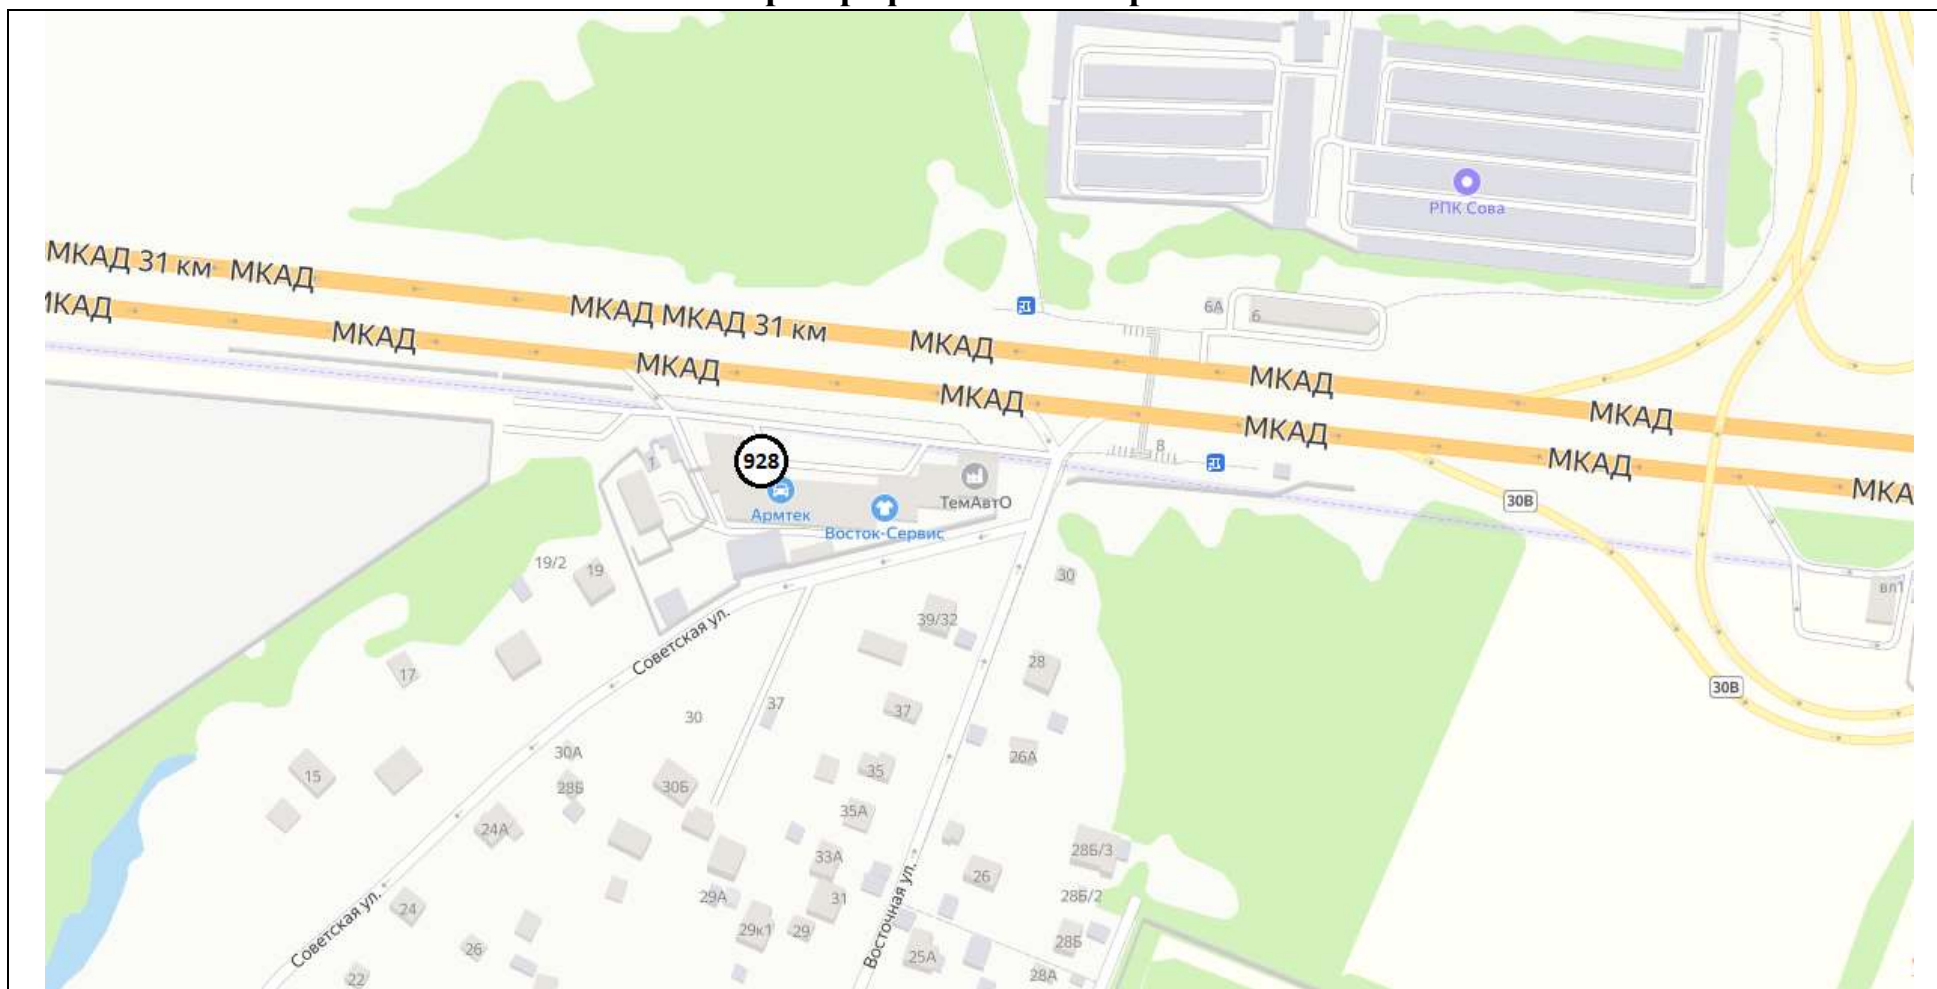 МКАД 31 км МКАД
МКАД МКАД 31 км
МКАД
МКАД
МКАД
МКАД
МКАД
МКАД
МКАД
МКАД
МКАД
РПК Сова
6А
6
8
7
928
Армтек
Восток-Сервис
ТемАвтО
30В
30В
вл1
19/2
19
17
15
Советская ул.
30
39/32
28
37
37
30
26А
30А
28Б
30Б
35
35А
24А
33А
28Б/3
26
28Б/2
29А
31
24
29к1
29
28Б
26
25А
28А
22
Советская ул.
Восточная ул.